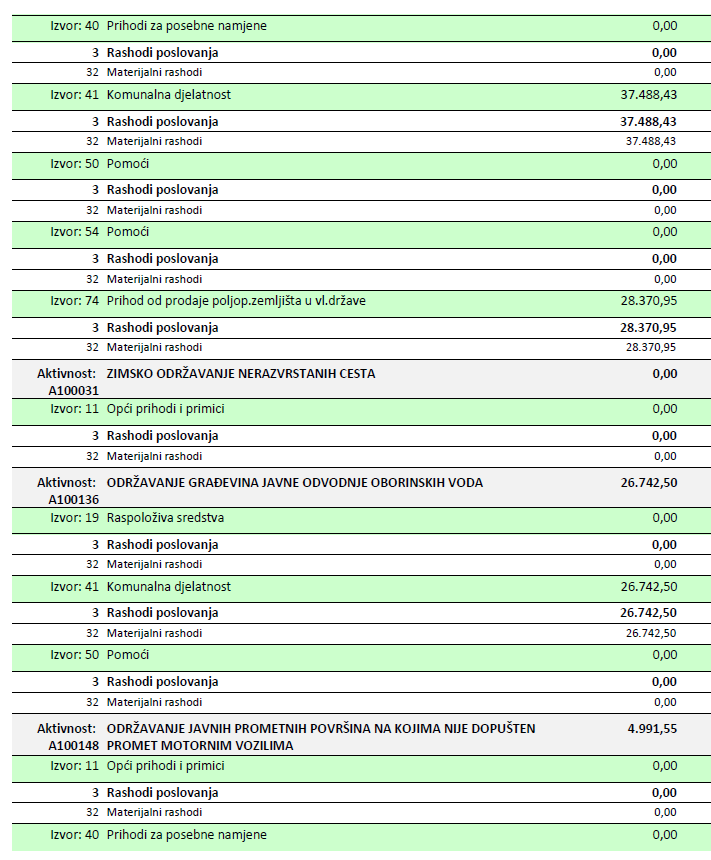 Izvor: 40 Prihodi za posebne namjene 0,00
3 Rashodi poslovanja 0,00
32 Materijalni rashodi 0,00
Izvor: 41 Komunalna djelatnost 37.488,43
3 Rashodi poslovanja 37.488,43
32 Materijalni rashodi 37.488,43
Izvor: 50 Pomoći 0,00
3 Rashodi poslovanja 0,00
32 Materijalni rashodi 0,00
Izvor: 54 Pomoći 0,00
3 Rashodi poslovanja 0,00
32 Materijalni rashodi 0,00
Izvor: 74 Prihod od prodaje poljop.zemljišta u vl.države 28.370,95
3 Rashodi poslovanja 28.370,95
32 Materijalni rashodi 28.370,95
Aktivnost: ZIMSKO ODRŽAVANJE NERAZVRSTANIH CESTA 0,00
A100031
Izvor: 11 Opći prihodi i primici 0,00
3 Rashodi poslovanja 0,00
32 Materijalni rashodi 0,00
Aktivnost: ODRŽAVANJE GRAĐEVINA JAVNE ODVODNJE OBORINSKIH VODA 26.742,50
A100136
Izvor: 19 Raspoloživa sredstva 0,00
3 Rashodi poslovanja 0,00
32 Materijalni rashodi 0,00
Izvor: 41 Komunalna djelatnost 26.742,50
3 Rashodi poslovanja 26.742,50
32 Materijalni rashodi 26.742,50
Izvor: 50 Pomoći 0,00
3 Rashodi poslovanja 0,00
32 Materijalni rashodi 0,00
Aktivnost: ODRŽAVANJE JAVNIH PROMETNIH POVRŠINA NA KOJIMA NIJE DOPUŠTEN 4.991,55
A100148 PROMET MOTORNIM VOZILIMA
Izvor: 11 Opći prihodi i primici 0,00
3 Rashodi poslovanja 0,00
32 Materijalni rashodi 0,00
Izvor: 40 Prihodi za posebne namjene 0,00